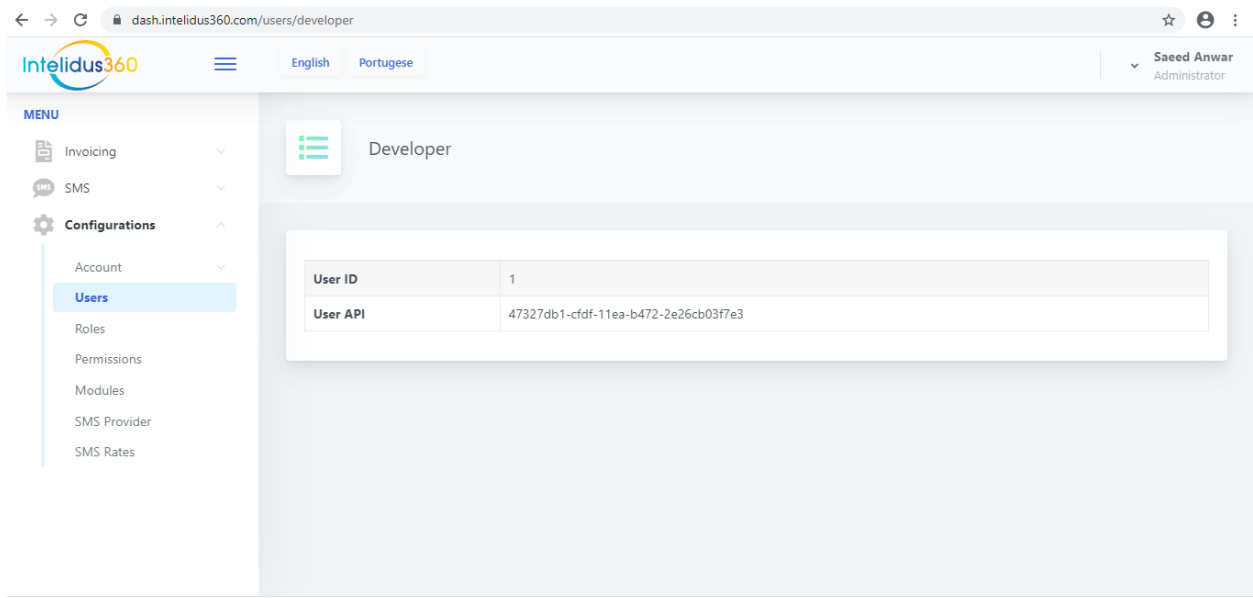 dash.intelidus360.com/users/developer
Intelidus360
English Portugese
Saeed Anwar
Administrator
MENU
Invoicing
SMS SMS
Configurations
Account
Users
Roles
Permissions
Modules
SMS Provider
SMS Rates
Developer
User ID 1
User API 47327db1-cfdf-11ea-b472-2e26cb03f7e3